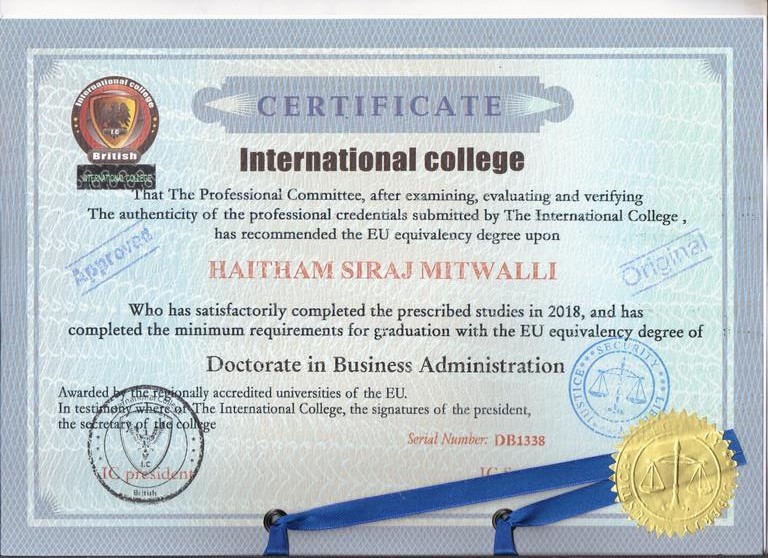 International college
I.C
British
INTERNATIONAL COLLEGE
CERTIFICATE
International college
That The Professional Committee, after examining, evaluating and verifying
The authenticity of the professional credentials submitted by The International College ,
has recommended the EU equivalency degree upon
Approved
Original
HAITHAM SIRAJ MITWALLI
Who has satisfactorily completed the prescribed studies in 2018, and has
completed the minimum requirements for graduation with the EU equivalency degree of
Doctorate in Business Administration
SECURITY
JUSTICE
Awarded by the regionally accredited universities of the EU.
In testimony where of The International College, the signatures of the president,
the secretary of the college
Serial Number: DB1338
I.C
British
IC president
IC